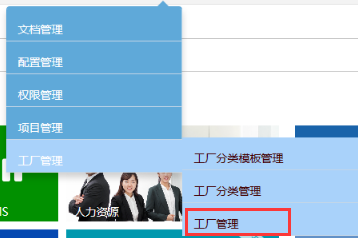 文档管理
配置管理
权限管理
项目管理
工厂管理
工厂分类模板管理
工厂分类管理
工厂管理
IS
人力资源